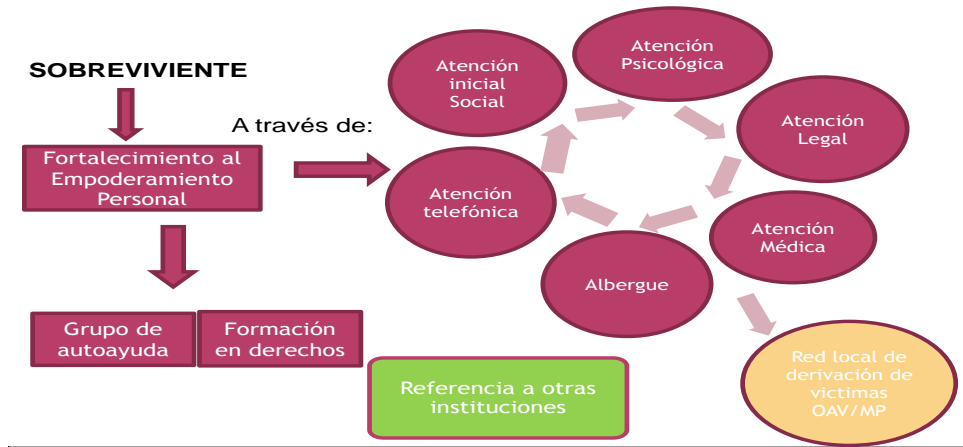 SOBREVIVIENTE
Fortalecimiento al
Empoderamiento
Personal
Grupo de
autoayuda
Formación
en derechos
A través de:
Atención
telefónica
Atención
inicial
Social
Atención
Psicológica
Atención
Legal
Atención
Médica
Albergue
Red local de
derivación de
victimas
OAV/MP
Referencia a otras
instituciones